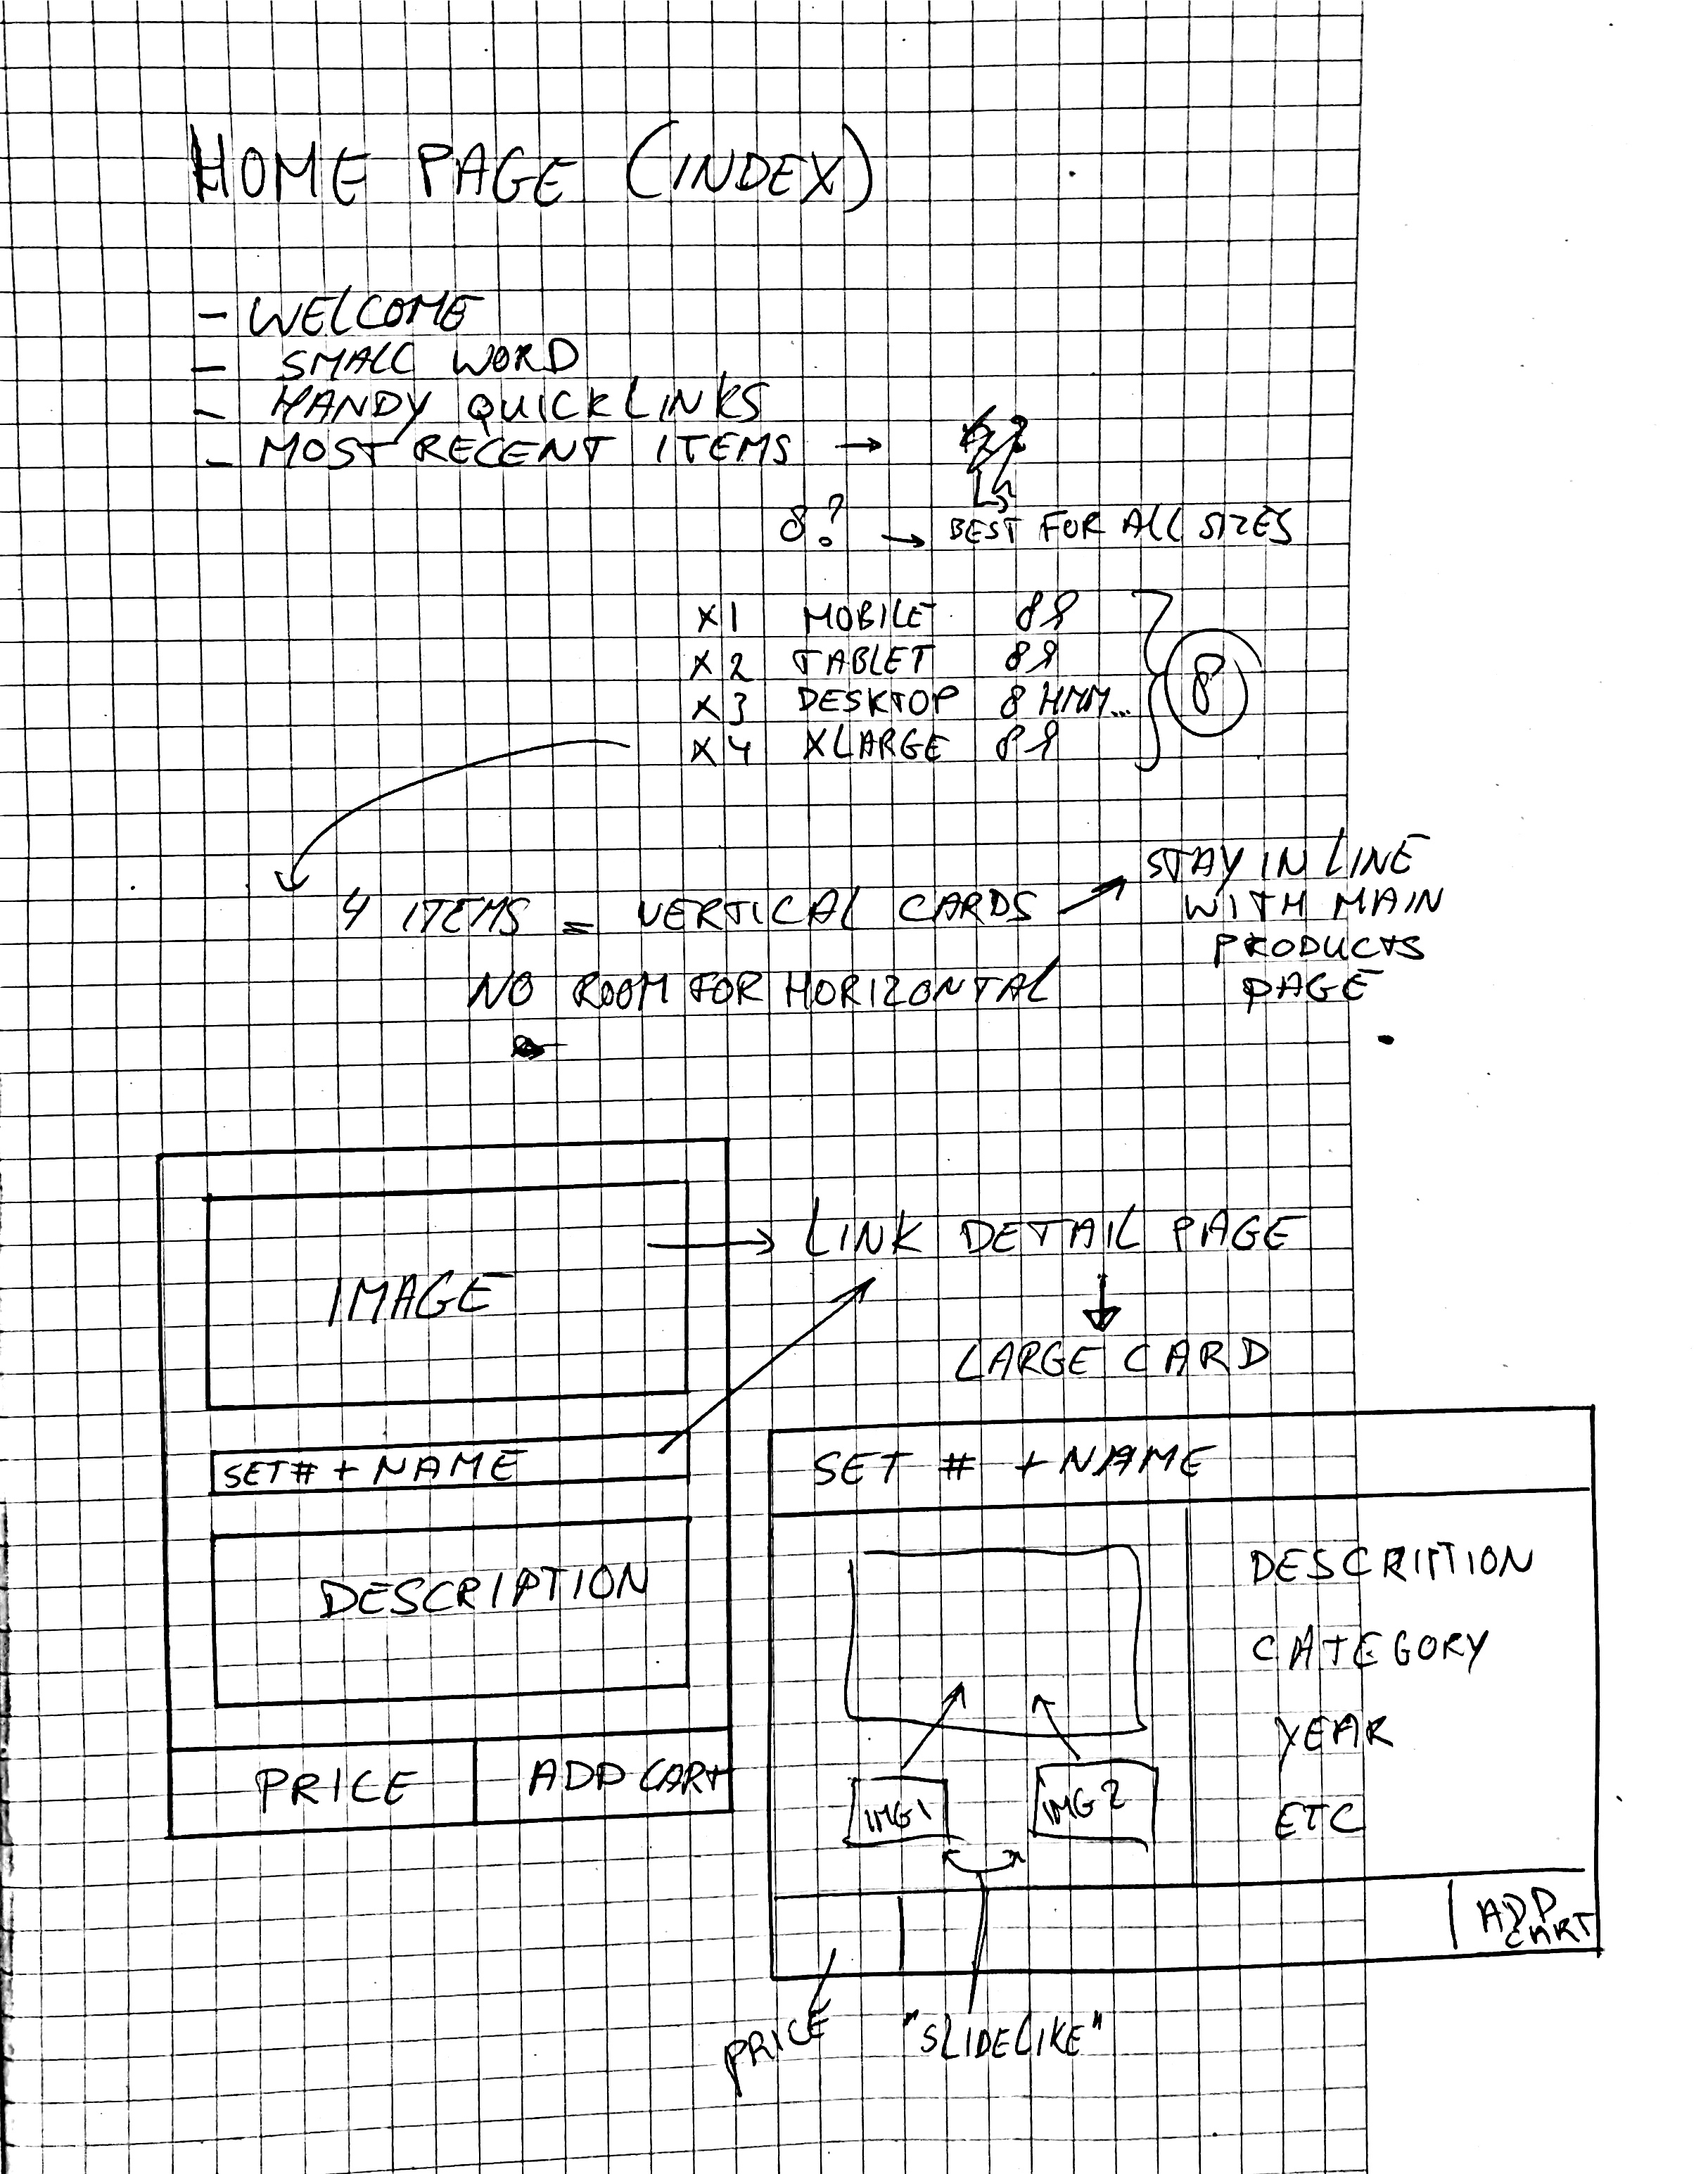 HOME PAGE (INDEX)
- WELCOME
- SMALL WORD
- HANDY QUICKLINKS
- MOST RECENT ITEMS →
8? → BEST FOR ALL SIZES
X1 MOBILE 8
X2 TABLET 8
X3 DESKTOP 8 HMM...
X4 XLARGE 8
8
4 ITEMS = VERTICAL CARDS
STAY IN LINE
WITH MAIN
PRODUCTS
PAGE
NO ROOM FOR HORIZONTAL
IMAGE
LINK DETAIL PAGE
LARGE CARD
SET# + NAME
DESCRIPTION
PRICE
ADD CART
SET # + NAME
DESCRIPTION
CATEGORY
YEAR
ETC
IMG1
IMG2
ADD
CART
PRICE
"SLIDELIKE"